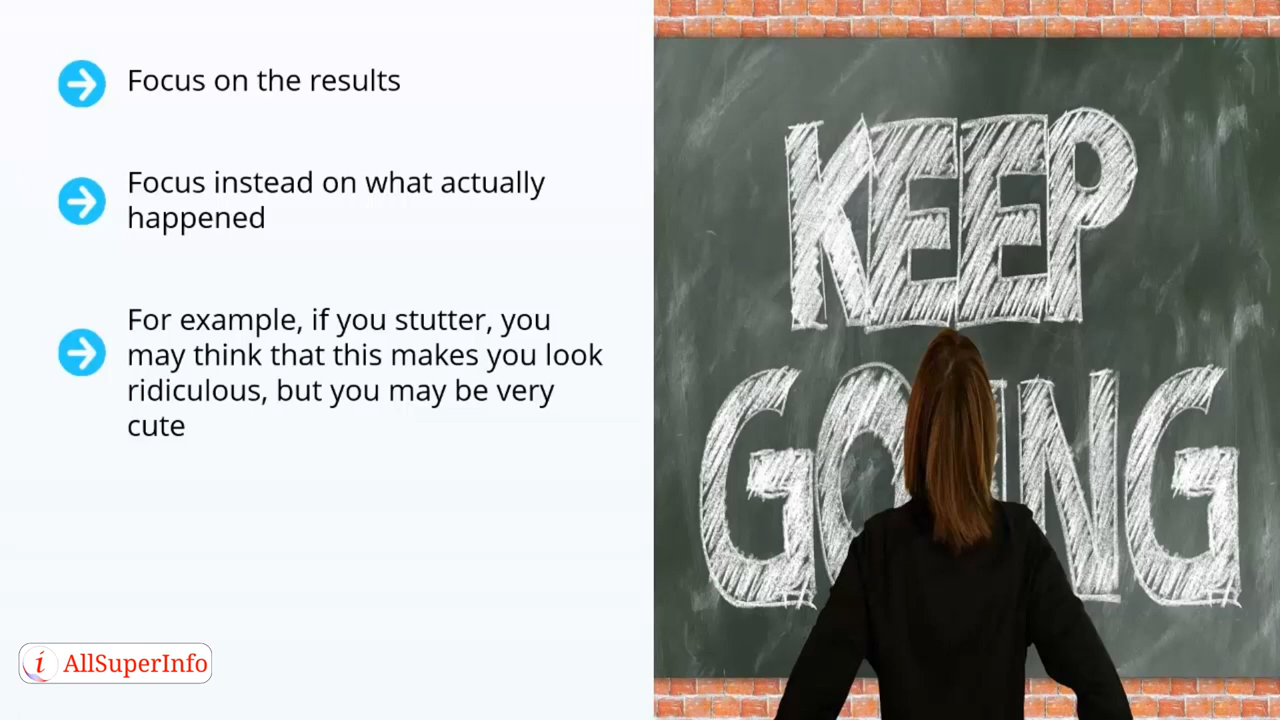 Focus on the results
Focus instead on what actually
happened
For example, if you stutter, you
may think that this makes you look
ridiculous, but you may be very
cute
KEEP
GOING
i AllSuperInfo